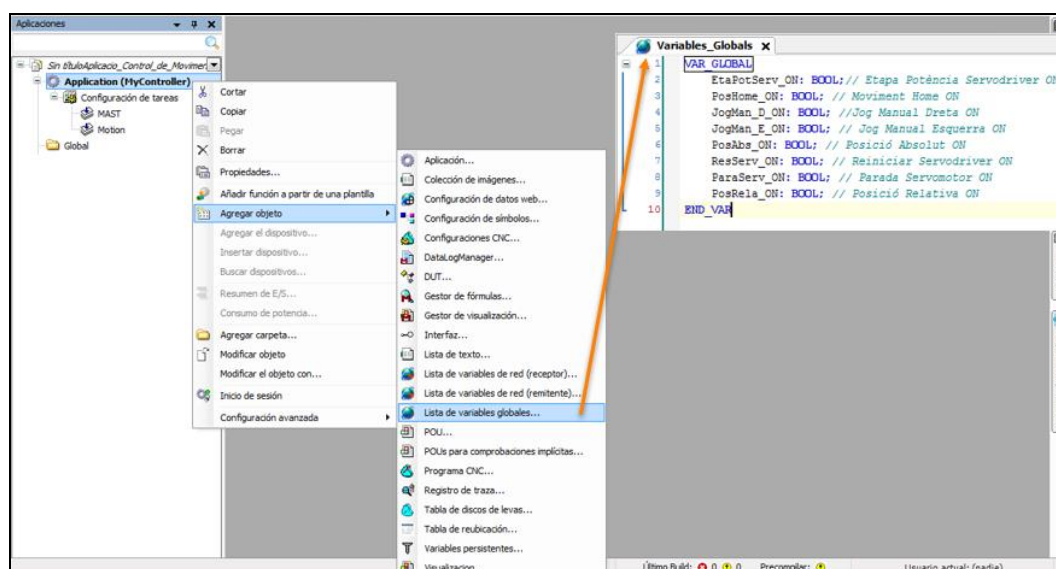 Aplicaciones
Sin títuloAplicacio_Control_de_Movimen
Application (MyController)
Configuración de tareas
MAST
Motion
Global
Cortar
Copiar
Pegar
Borrar
Propiedades...
Añadir función a partir de una plantilla
Agregar objeto
Agregar el dispositivo...
Insertar dispositivo...
Buscar dispositivos...
Resumen de E/S...
Consumo de potencia...
Agregar carpeta...
Modificar objeto
Modificar el objeto con...
Inicio de sesión
Configuración avanzada
Aplicación...
Colección de imágenes...
Configuración de datos web...
Configuración de símbolos...
Configuraciones CNC...
DataLogManager...
DUT...
Gestor de fórmulas...
Gestor de visualización...
Interfaz...
Lista de texto...
Lista de variables de red (receptor)...
Lista de variables de red (remitente)...
Lista de variables globales...
POU...
POUs para comprobaciones implícitas...
Programa CNC...
Registro de traza...
Tabla de discos de levas...
Tabla de reubicación...
Variables persistentes...
Visualizacion
Variables_Globals
1 VAR_GLOBAL
2 EtaPotServ_ON: BOOL;// Etapa Potència Servodriver ON
3 PosHome_ON: BOOL; // Moviment Home ON
4 JogMan_D_ON: BOOL; //Jog Manual Dreta ON
5 JogMan_E_ON: BOOL; // Jog Manual Esquerra ON
6 PosAbs_ON: BOOL; // Posició Absolut ON
7 ResServ_ON: BOOL; // Reiniciar Servodriver ON
8 ParaServ_ON: BOOL; // Parada Servomotor ON
9 PosRela_ON: BOOL; // Posició Relativa ON
10 END_VAR
Último Build: 0 0 Precompilar: Usuario actual: (nadie)